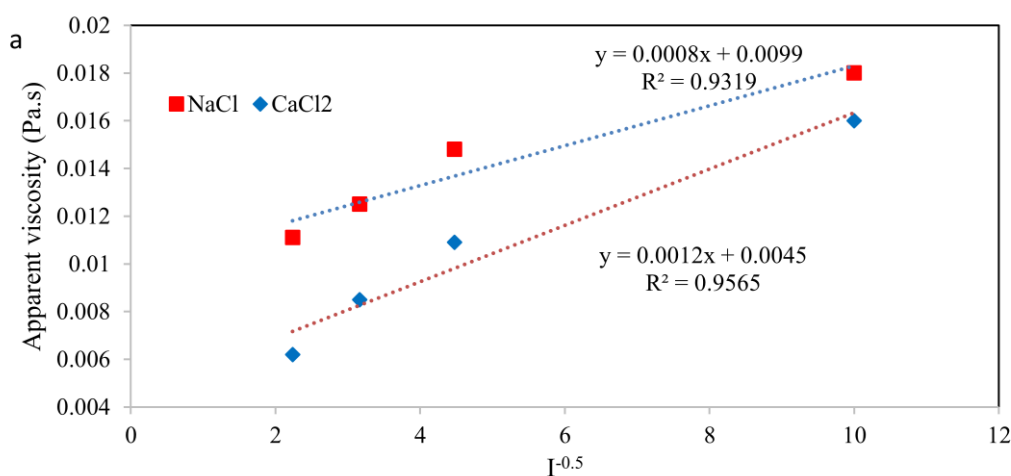 a
0.02
0.018
0.016
0.014
0.012
0.01
0.008
0.006
0.004
Apparent viscosity (Pa.s)
NaCl CaCl2
y = 0.0008x + 0.0099
R² = 0.9319
y = 0.0012x + 0.0045
R² = 0.9565
0 2 4 6 8 10 12
I^-0.5